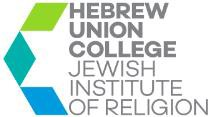 HEBREW
UNION
COLLEGE
JEWISH
INSTITUTE
OF RELIGION